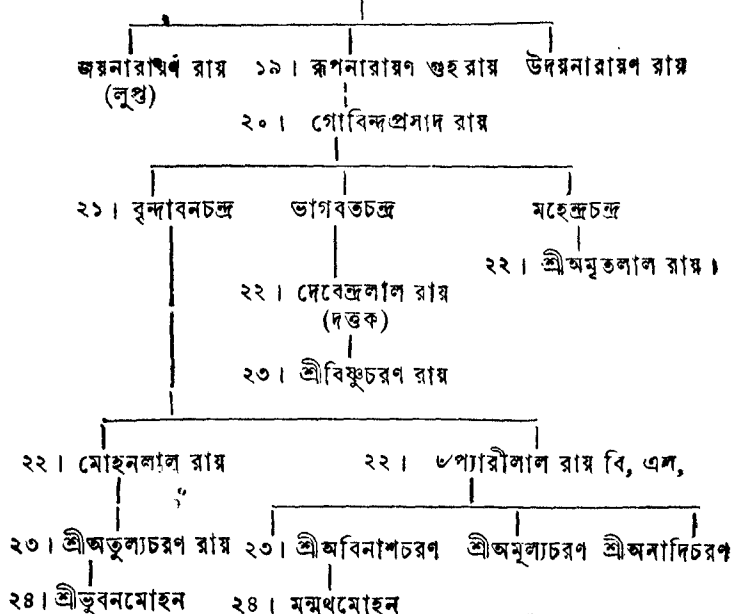 জয়নারায়ণ রায় ১৯। রূপনারায়ণ গুহ রায় উদয়নারায়ণ রায়
(লুপ্ত)
২০। গোবিন্দপ্রসাদ রায়
২১। বৃন্দাবনচন্দ্র ভাগবতচন্দ্র মহেন্দ্রচন্দ্র
২২। শ্রীঅমৃতলাল রায়।
২২। দেবেন্দ্রলাল রায়
(দত্তক)
২৩। শ্রীবিষ্ণুচরণ রায়
২২। মোহনলাল রায় ২২। ৺প্যারীলাল রায় বি, এল,
২৩। শ্রীঅতুল্যচরণ রায় ২৩। শ্রীঅবিনাশচরণ শ্রীঅমূল্যচরণ শ্রীঅনাদিচরণ
২৪। শ্রীভুবনমোহন ২৪। মন্মথমোহন